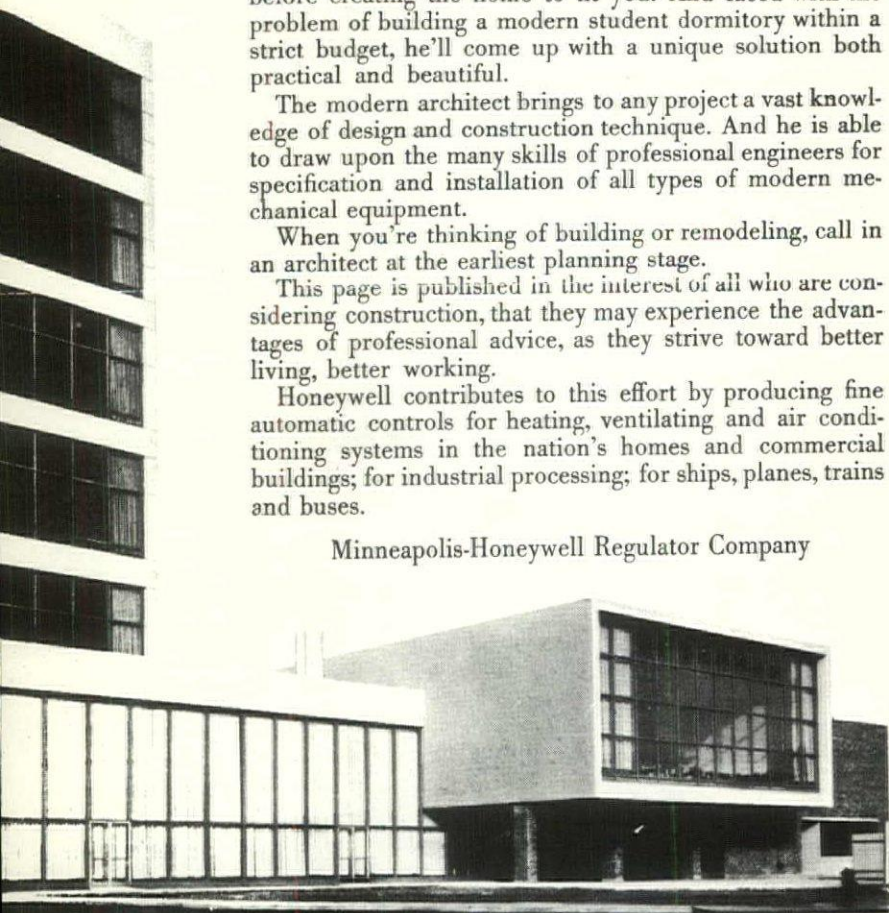 problem of building a modern student dormitory within a
strict budget, he'll come up with a unique solution both
practical and beautiful.
The modern architect brings to any project a vast knowl-
edge of design and construction technique. And he is able
to draw upon the many skills of professional engineers for
specification and installation of all types of modern me-
chanical equipment.
When you're thinking of building or remodeling, call in
an architect at the earliest planning stage.
This page is published in the interest of all who are con-
sidering construction, that they may experience the advan-
tages of professional advice, as they strive toward better
living, better working.
Honeywell contributes to this effort by producing fine
automatic controls for heating, ventilating and air condi-
tioning systems in the nation's homes and commercial
buildings; for industrial processing; for ships, planes, trains
and buses.
Minneapolis-Honeywell Regulator Company